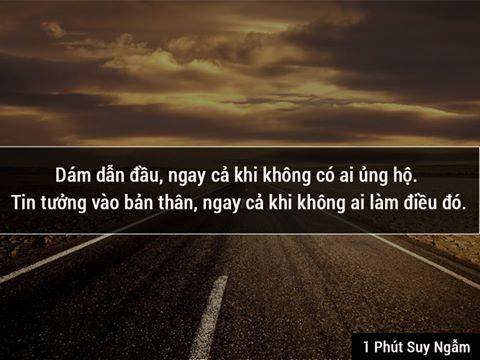 Dám dẫn đầu, ngay cả khi không có ai ủng hộ.
Tin tưởng vào bản thân, ngay cả khi không ai làm điều đó.
1 Phút Suy Ngẫm